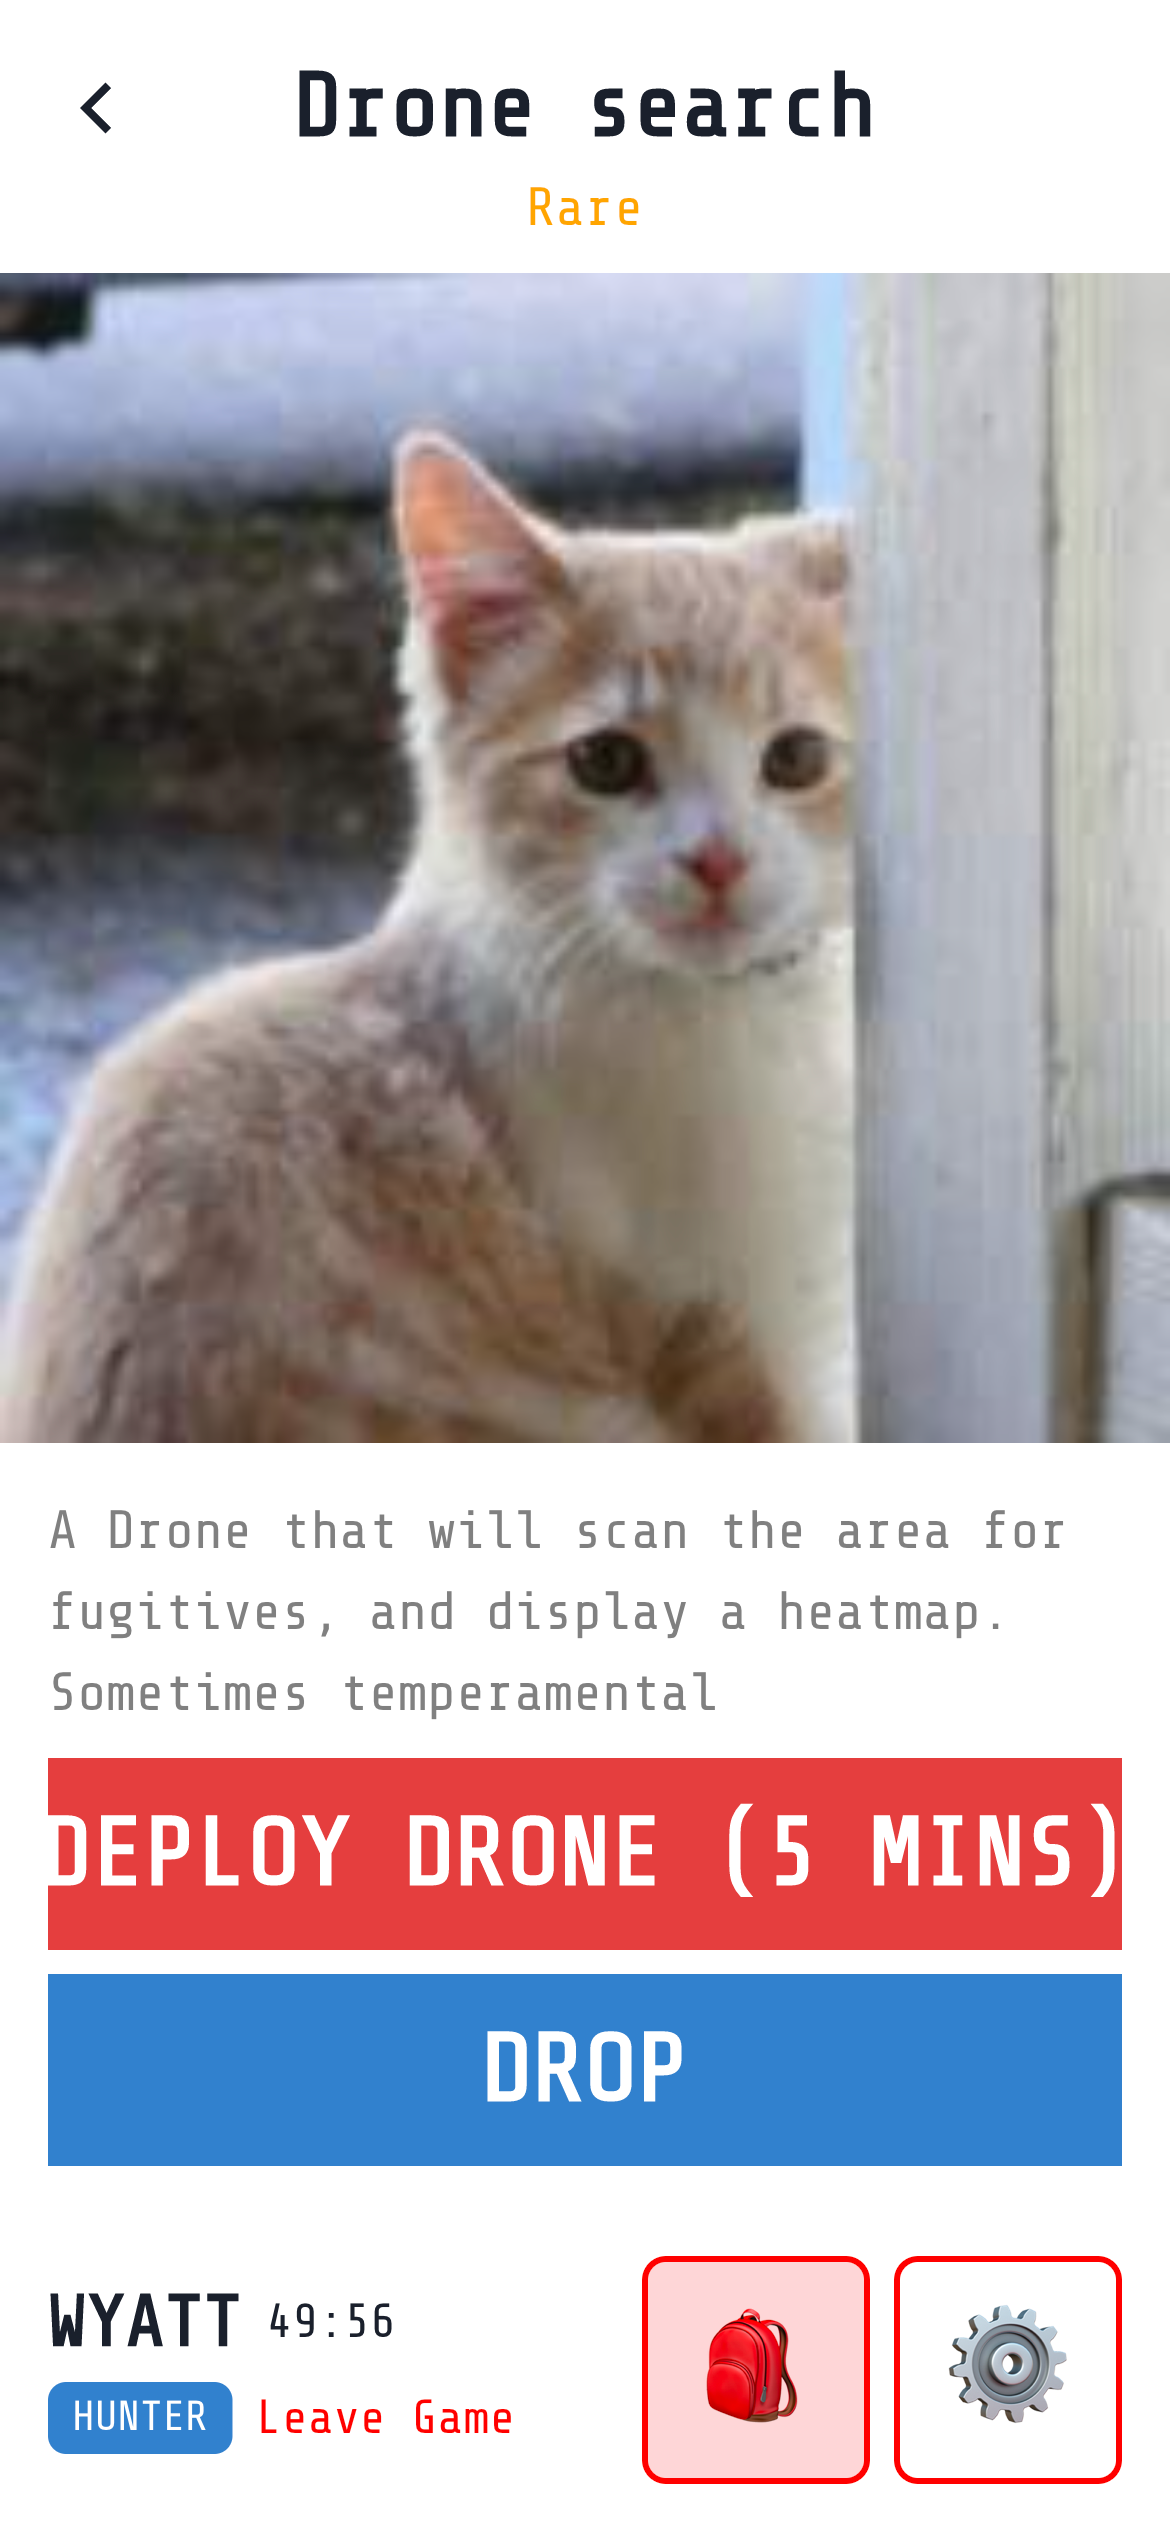 Drone search
Rare
A Drone that will scan the area for
fugitives, and display a heatmap.
Sometimes temperamental
DEPLOY DRONE (5 MINS)
DROP
WYATT 49:56
HUNTER Leave Game